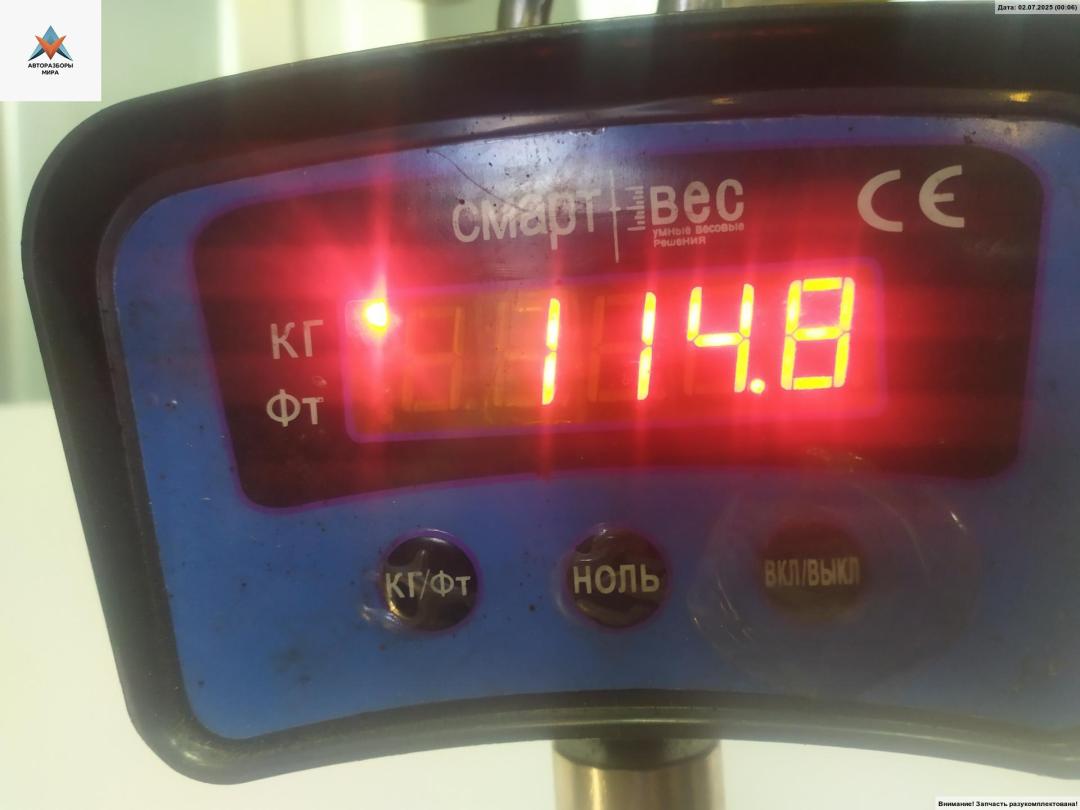 Дата: 02.07.2025 (00:06)
АВТОРАЗБОРЫ
МИРА
смарт вес
умные весовые
решения
CE
КГ
ФТ
114.8
КГ/ФТ
НОЛЬ
ВКЛ/ВЫКЛ
Внимание! Запчасть разукомплектована!